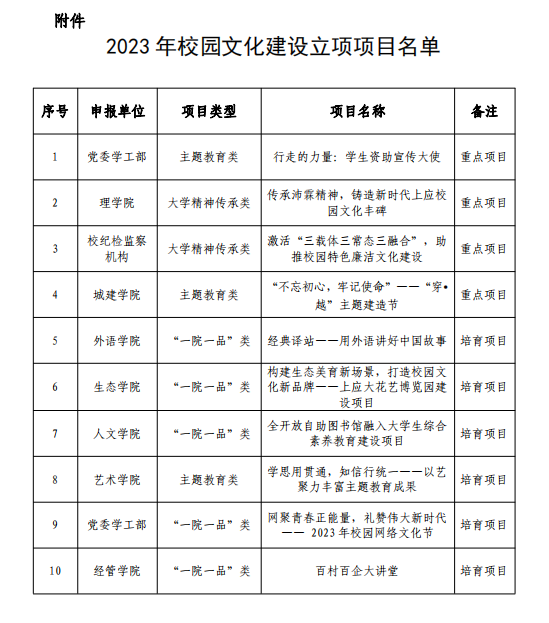 附件
2023 年校园文化建设立项项目名单
序号 申报单位 项目类型 项目名称 备注
1 党委学工部 主题教育类 行走的力量：学生资助宣传大使 重点项目
2 理学院 大学精神传承类 传承沛霖精神，铸造新时代上应校
园文化丰碑 重点项目
3 校纪检监察
机构 大学精神传承类 激活“三载体三常态三融合”，助
推校园特色廉洁文化建设 重点项目
4 城建学院 主题教育类 “不忘初心，牢记使命”——“穿•
越”主题建造节 重点项目
5 外语学院 “一院一品”类 经典译站——用外语讲好中国故事 培育项目
6 生态学院 “一院一品”类 构建生态美育新场景，打造校园文
化新品牌——上应大花艺博览园建
设项目 培育项目
7 人文学院 “一院一品”类 全开放自助图书馆融入大学生综合
素养教育建设项目 培育项目
8 艺术学院 主题教育类 学思用贯通，知信行统一——以艺
聚力丰富主题教育成果 培育项目
9 党委学工部 “一院一品”类 网聚青春正能量，礼赞伟大新时代
—— 2023 年校园网络文化节 培育项目
10 经管学院 “一院一品”类 百村百企大讲堂 培育项目